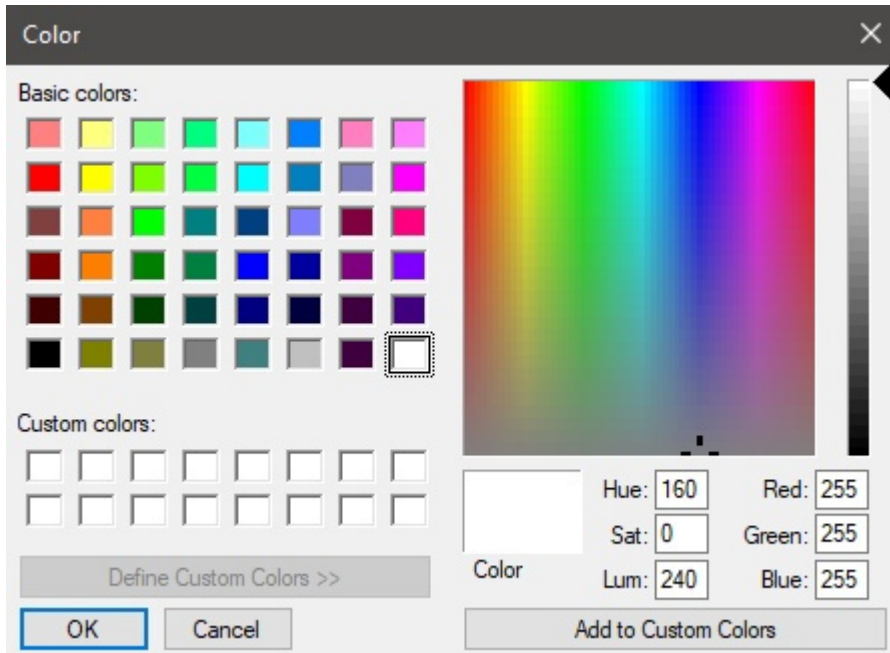 Color
Basic colors:
Custom colors:
Define Custom Colors >>
OK
Cancel
Color
Hue: 160
Sat: 0
Lum: 240
Red: 255
Green: 255
Blue: 255
Add to Custom Colors